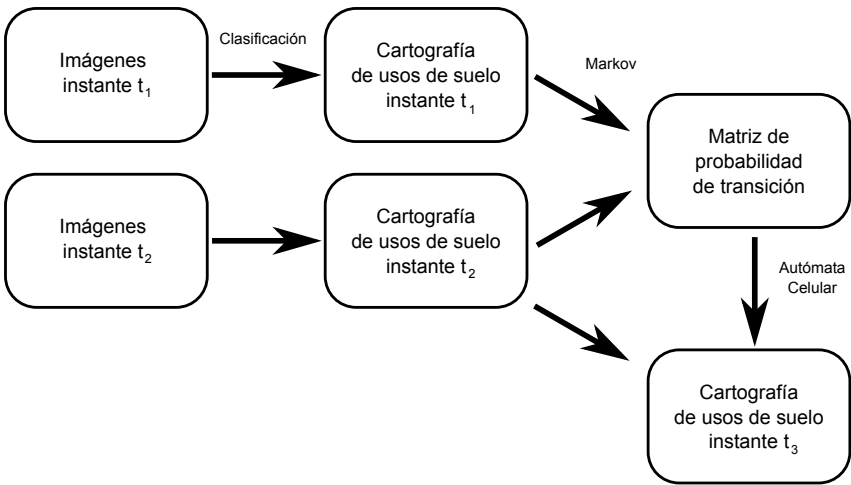 Imágenes
instante t₁
Clasificación
Cartografía
de usos de suelo
instante t₁
Markov
Matriz de
probabilidad
de transición
Imágenes
instante t₂
Cartografía
de usos de suelo
instante t₂
Autómata
Celular
Cartografía
de usos de suelo
instante t₃